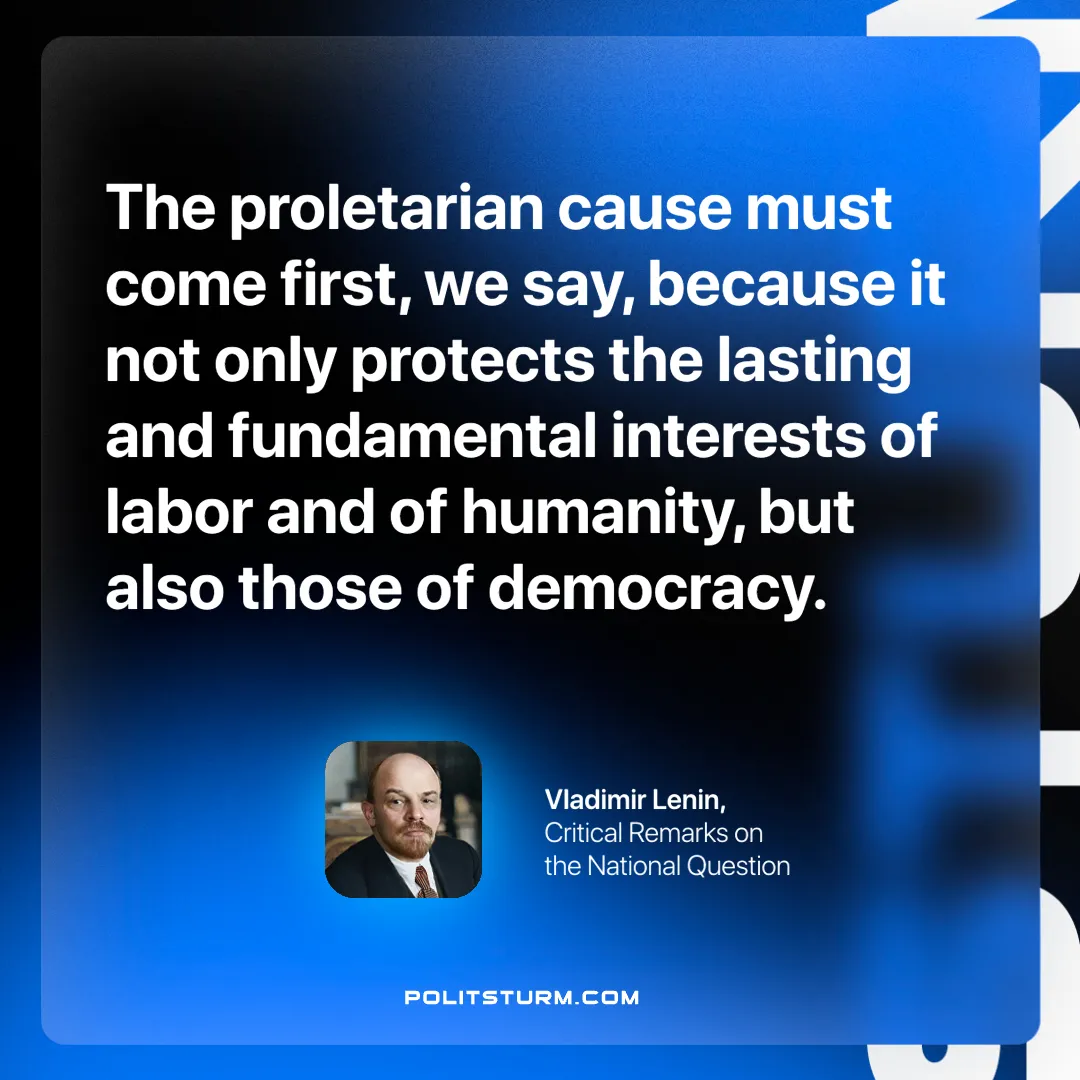 The proletarian cause must
come first, we say, because it
not only protects the lasting
and fundamental interests of
labor and of humanity, but
also those of democracy.
Vladimir Lenin,
Critical Remarks on
the National Question
POLITSTURM.COM